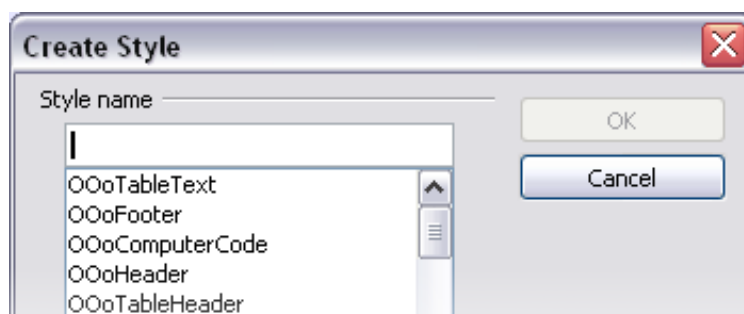 Create Style
Style name
OK
Cancel
OOoTableText
OOoFooter
OOoComputerCode
OOoHeader
OOoTableHeader